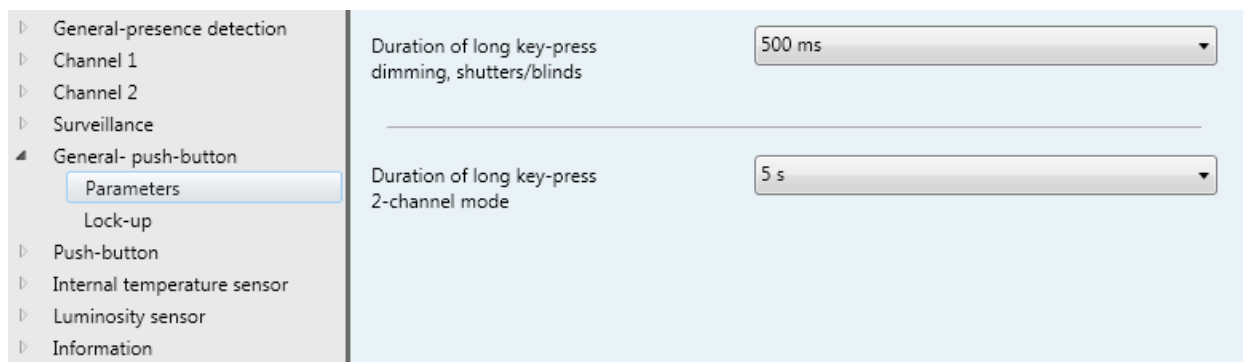 General-presence detection
Channel 1
Channel 2
Surveillance
General- push-button
Parameters
Lock-up
Push-button
Internal temperature sensor
Luminosity sensor
Information
Duration of long key-press
dimming, shutters/blinds
500 ms
Duration of long key-press
2-channel mode
5 s